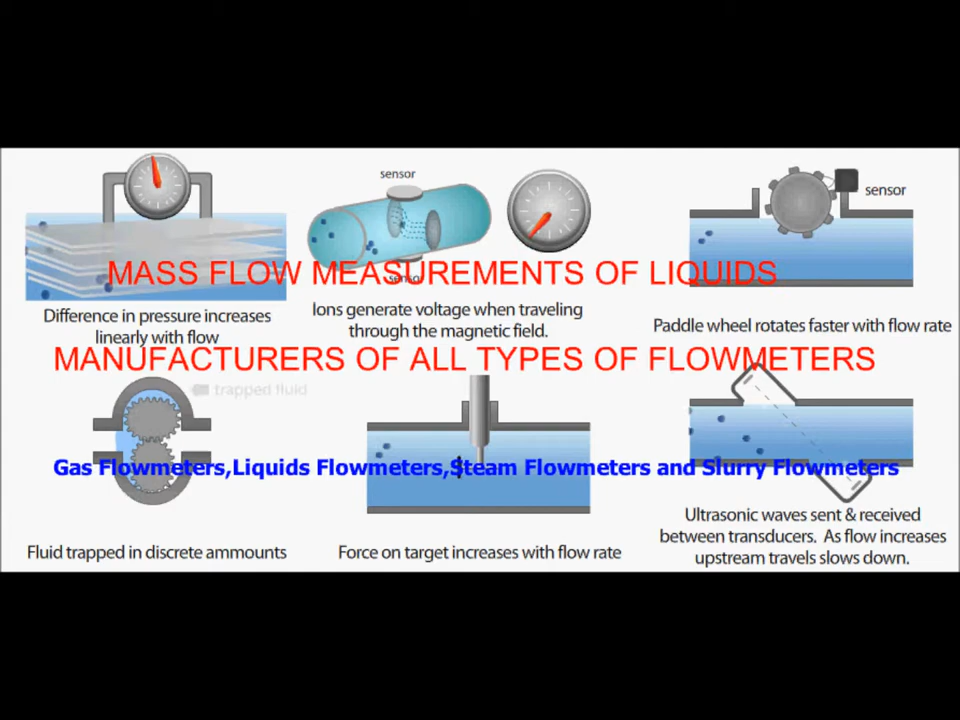 sensor
sensor
MASS FLOW MEASUREMENTS OF LIQUIDS
sensor
Difference in pressure increases
linearly with flow
Ions generate voltage when traveling
through the magnetic field.
Paddle wheel rotates faster with flow rate
MANUFACTURERS OF ALL TYPES OF FLOWMETERS
trapped fluid
Gas Flowmeters,Liquids Flowmeters,Steam Flowmeters and Slurry Flowmeters
Fluid trapped in discrete ammounts
Force on target increases with flow rate
Ultrasonic waves sent & received
between transducers. As flow increases
upstream travels slows down.